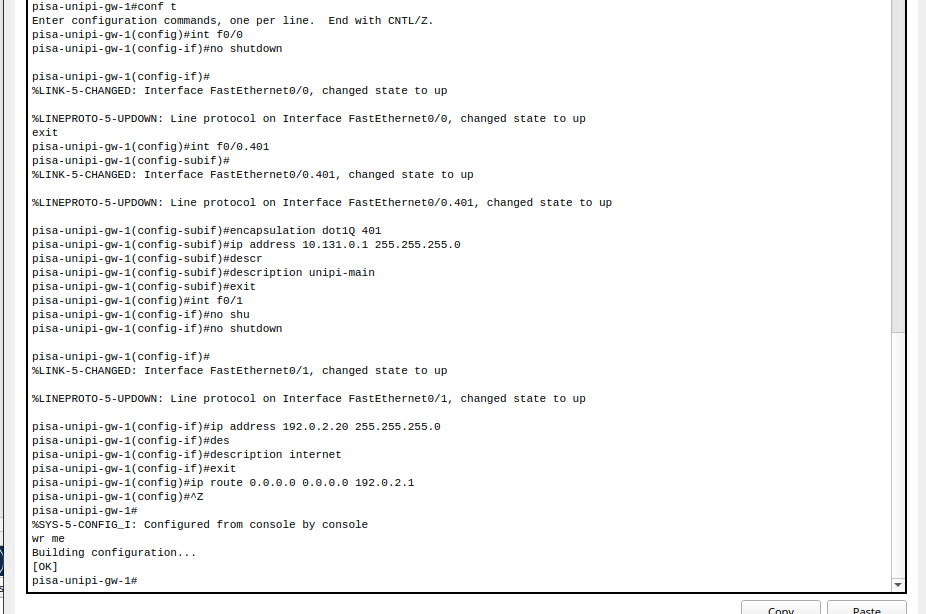 pisa-unipi-gw-1#conf t
Enter configuration commands, one per line.  End with CNTL/Z.
pisa-unipi-gw-1(config)#int f0/0
pisa-unipi-gw-1(config-if)#no shutdown
pisa-unipi-gw-1(config-if)#
%LINK-5-CHANGED: Interface FastEthernet0/0, changed state to up
%LINEPROTO-5-UPDOWN: Line protocol on Interface FastEthernet0/0, changed state to up
exit
pisa-unipi-gw-1(config)#int f0/0.401
pisa-unipi-gw-1(config-subif)#
%LINK-5-CHANGED: Interface FastEthernet0/0.401, changed state to up
%LINEPROTO-5-UPDOWN: Line protocol on Interface FastEthernet0/0.401, changed state to up
pisa-unipi-gw-1(config-subif)#encapsulation dot1Q 401
pisa-unipi-gw-1(config-subif)#ip address 10.131.0.1 255.255.255.0
pisa-unipi-gw-1(config-subif)#descr
pisa-unipi-gw-1(config-subif)#description unipi-main
pisa-unipi-gw-1(config-subif)#exit
pisa-unipi-gw-1(config)#int f0/1
pisa-unipi-gw-1(config-if)#no shu
pisa-unipi-gw-1(config-if)#no shutdown
pisa-unipi-gw-1(config-if)#
%LINK-5-CHANGED: Interface FastEthernet0/1, changed state to up
%LINEPROTO-5-UPDOWN: Line protocol on Interface FastEthernet0/1, changed state to up
pisa-unipi-gw-1(config-if)#ip address 192.0.2.20 255.255.255.0
pisa-unipi-gw-1(config-if)#des
pisa-unipi-gw-1(config-if)#description internet
pisa-unipi-gw-1(config-if)#exit
pisa-unipi-gw-1(config)#ip route 0.0.0.0 0.0.0.0 192.0.2.1
pisa-unipi-gw-1(config)#^Z
pisa-unipi-gw-1#
%SYS-5-CONFIG_I: Configured from console by console
wr me
Building configuration...
[OK]
pisa-unipi-gw-1#
Copy
Paste